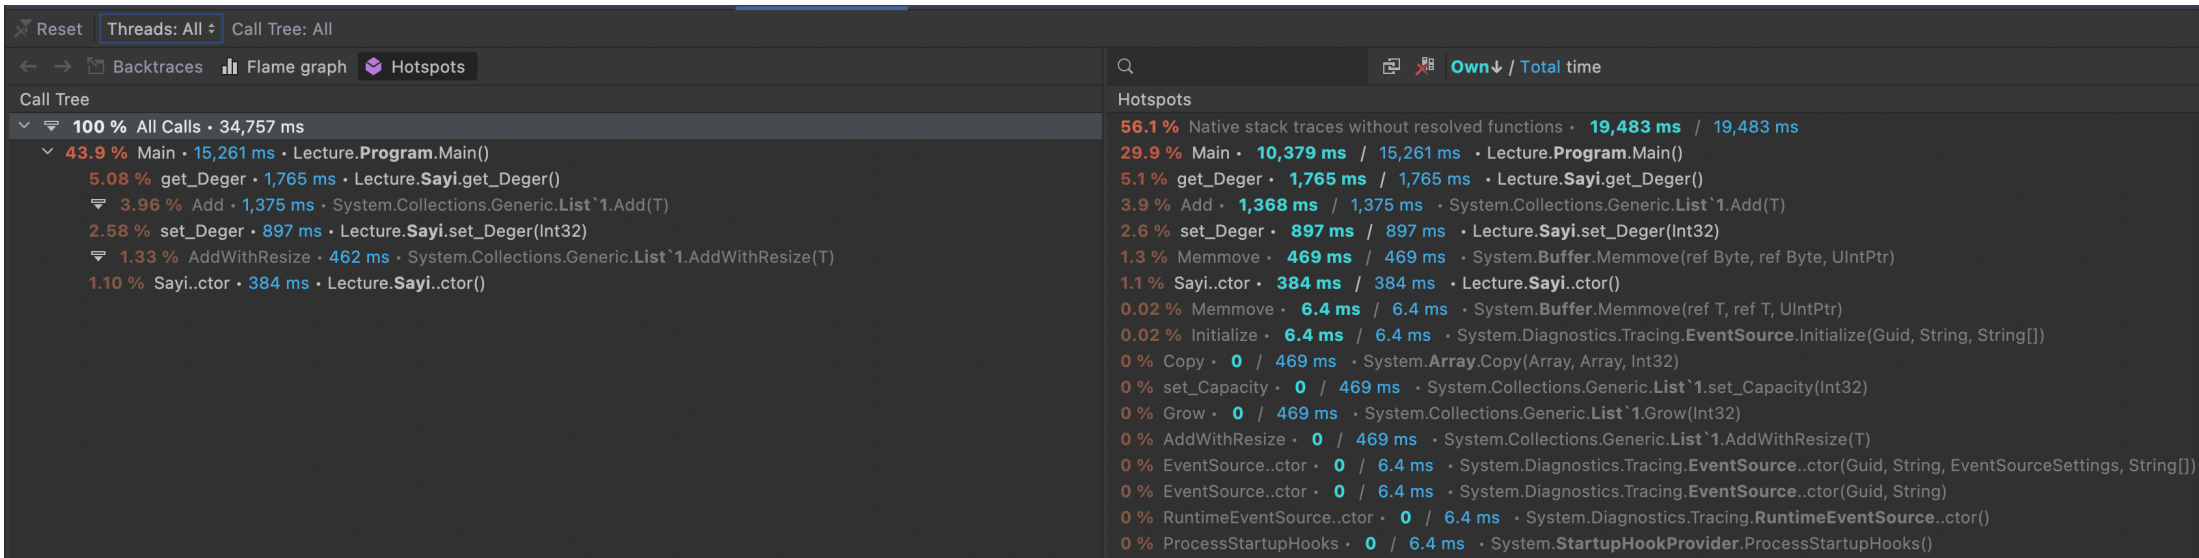 Reset Threads: All Call Tree: All
Backtraces Flame graph Hotspots
Call Tree
100 % All Calls • 34,757 ms
43.9 % Main • 15,261 ms • Lecture.Program.Main()
5.08 % get_Deger • 1,765 ms • Lecture.Sayi.get_Deger()
3.96 % Add • 1,375 ms • System.Collections.Generic.List`1.Add(T)
2.58 % set_Deger • 897 ms • Lecture.Sayi.set_Deger(Int32)
1.33 % AddWithResize • 462 ms • System.Collections.Generic.List`1.AddWithResize(T)
1.10 % Sayi..ctor • 384 ms • Lecture.Sayi..ctor()
Own↓ / Total time
Hotspots
56.1 % Native stack traces without resolved functions • 19,483 ms / 19,483 ms
29.9 % Main • 10,379 ms / 15,261 ms • Lecture.Program.Main()
5.1 % get_Deger • 1,765 ms / 1,765 ms • Lecture.Sayi.get_Deger()
3.9 % Add • 1,368 ms / 1,375 ms • System.Collections.Generic.List`1.Add(T)
2.6 % set_Deger • 897 ms / 897 ms • Lecture.Sayi.set_Deger(Int32)
1.3 % Memmove • 469 ms / 469 ms • System.Buffer.Memmove(ref Byte, ref Byte, UIntPtr)
1.1 % Sayi..ctor • 384 ms / 384 ms • Lecture.Sayi..ctor()
0.02 % Memmove • 6.4 ms / 6.4 ms • System.Buffer.Memmove(ref T, ref T, UIntPtr)
0.02 % Initialize • 6.4 ms / 6.4 ms • System.Diagnostics.Tracing.EventSource.Initialize(Guid, String, String[])
0 % Copy • 0 / 469 ms • System.Array.Copy(Array, Array, Int32)
0 % set_Capacity • 0 / 469 ms • System.Collections.Generic.List`1.set_Capacity(Int32)
0 % Grow • 0 / 469 ms • System.Collections.Generic.List`1.Grow(Int32)
0 % AddWithResize • 0 / 469 ms • System.Collections.Generic.List`1.AddWithResize(T)
0 % EventSource..ctor • 0 / 6.4 ms • System.Diagnostics.Tracing.EventSource..ctor(Guid, String, EventSourceSettings, String[])
0 % EventSource..ctor • 0 / 6.4 ms • System.Diagnostics.Tracing.EventSource..ctor(Guid, String)
0 % RuntimeEventSource..ctor • 0 / 6.4 ms • System.Diagnostics.Tracing.RuntimeEventSource..ctor()
0 % ProcessStartupHooks • 0 / 6.4 ms • System.StartupHookProvider.ProcessStartupHooks()